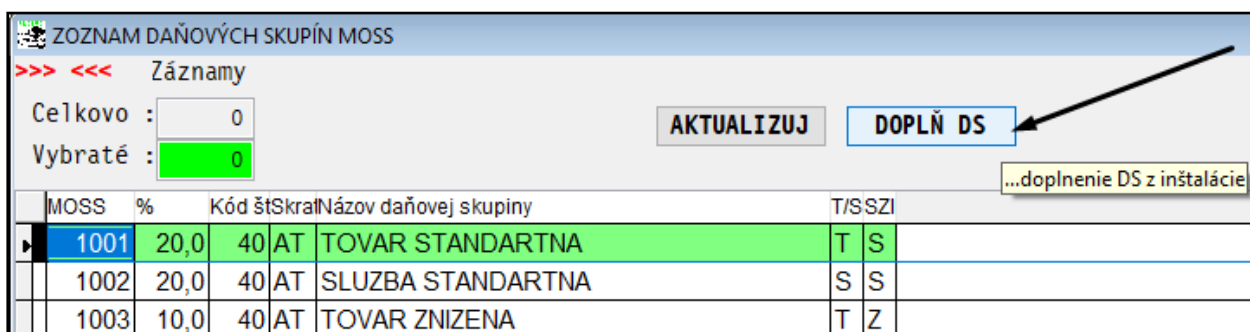 ZOZNAM DAŇOVÝCH SKUPÍN MOSS
>>> <<< Záznamy
Celkovo : 0
AKTUALIZUJ DOPLŇ DS
Vybraté : 0
...doplnenie DS z inštalácie
MOSS % Kód št Skrat Názov daňovej skupiny T/S SZI
1001 20,0 40 AT TOVAR STANDARTNA T S
1002 20,0 40 AT SLUZBA STANDARTNA S S
1003 10,0 40 AT TOVAR ZNIZENA T Z